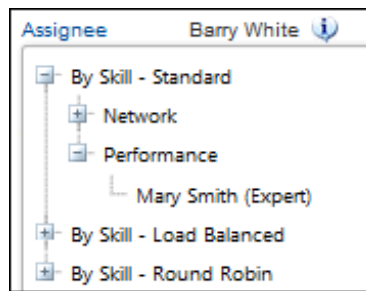 Assignee Barry White
By Skill - Standard
Network
Performance
Mary Smith (Expert)
By Skill - Load Balanced
By Skill - Round Robin